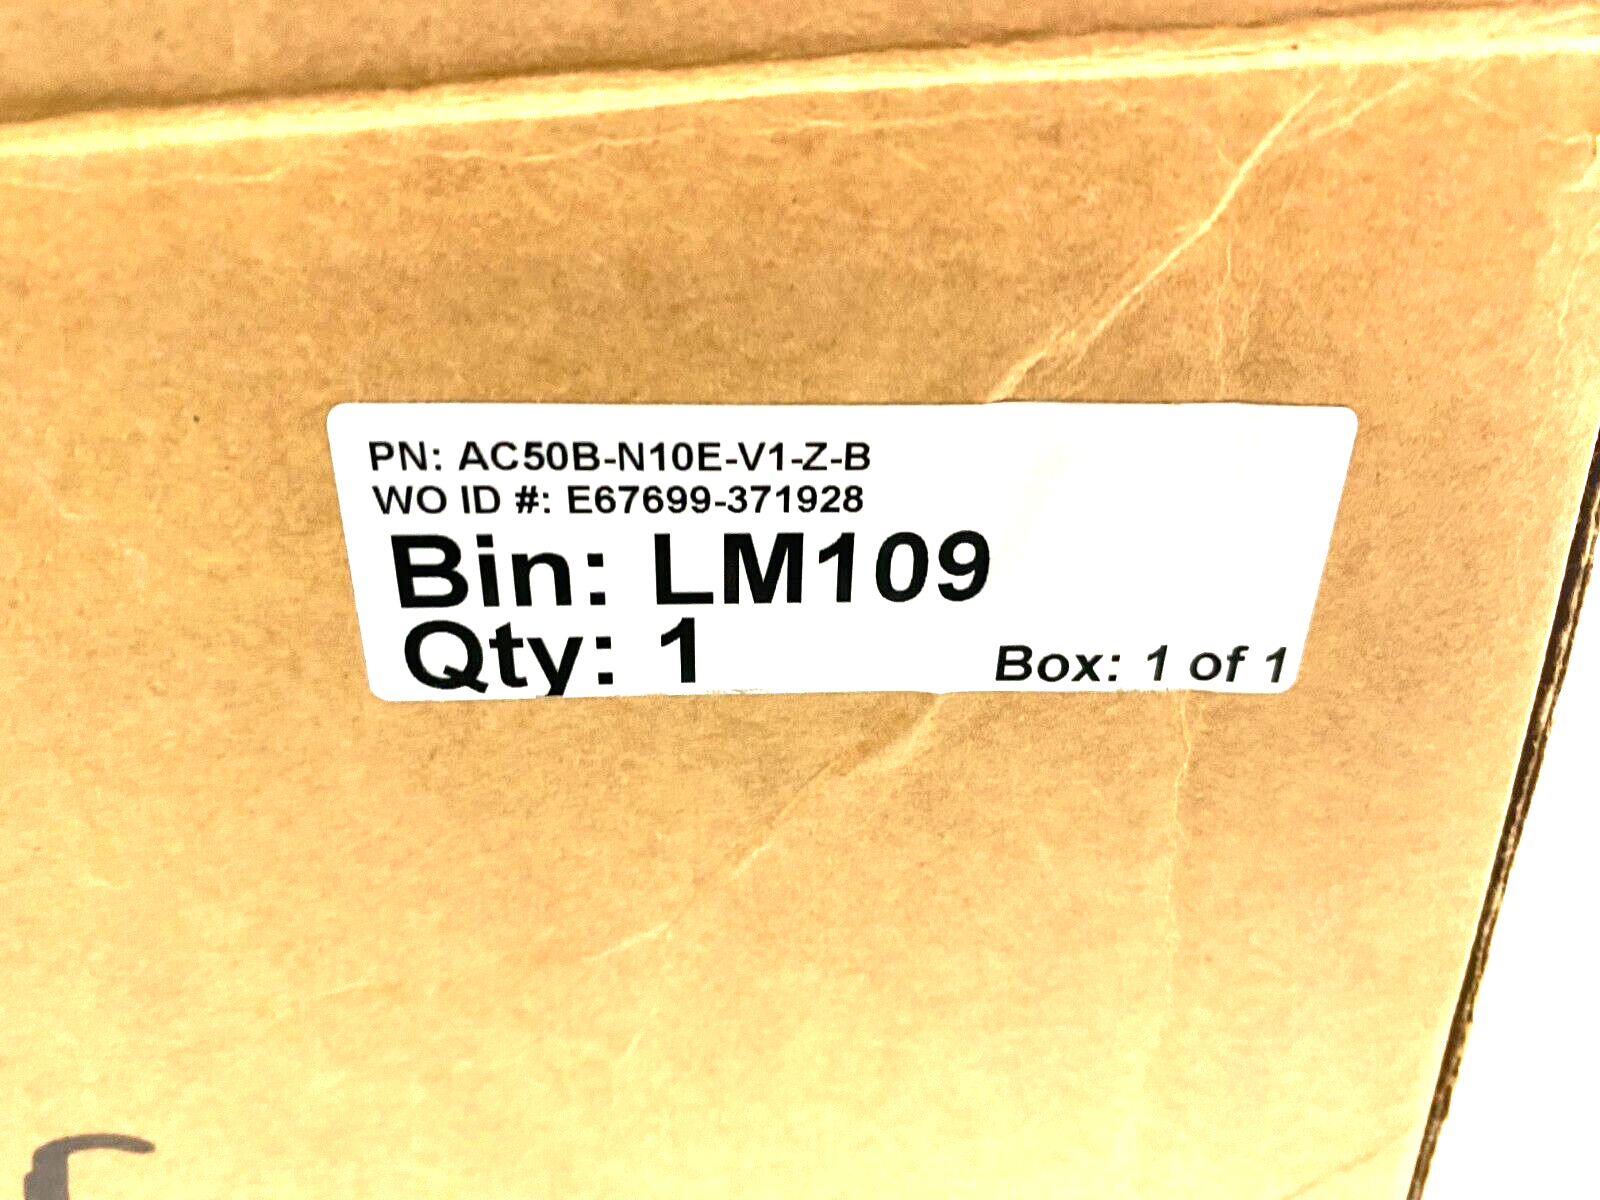 PN: AC50B-N10E-V1-Z-B
WO ID #: E67699-371928
Bin: LM109
Qty: 1
Box: 1 of 1